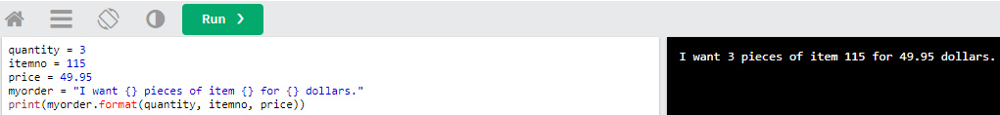 Run ❯
quantity = 3
itemno = 115
price = 49.95
myorder = "I want {} pieces of item {} for {} dollars."
print(myorder.format(quantity, itemno, price))
I want 3 pieces of item 115 for 49.95 dollars.